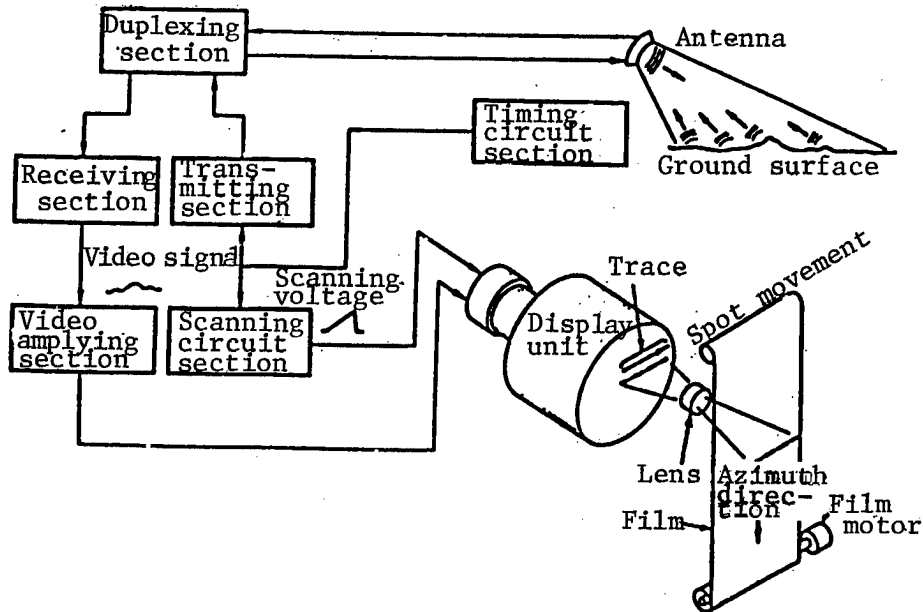 Duplexing
section
Antenna
Timing
circuit
section
Ground surface
Receiving
section
Trans-
mitting
section
Video signal
Scanning
voltage
Trace
Spot movement
Video
amplying
section
Scanning
circuit
section
Display
unit
Lens
Azimuth
direc-
tion
Film
Film
motor